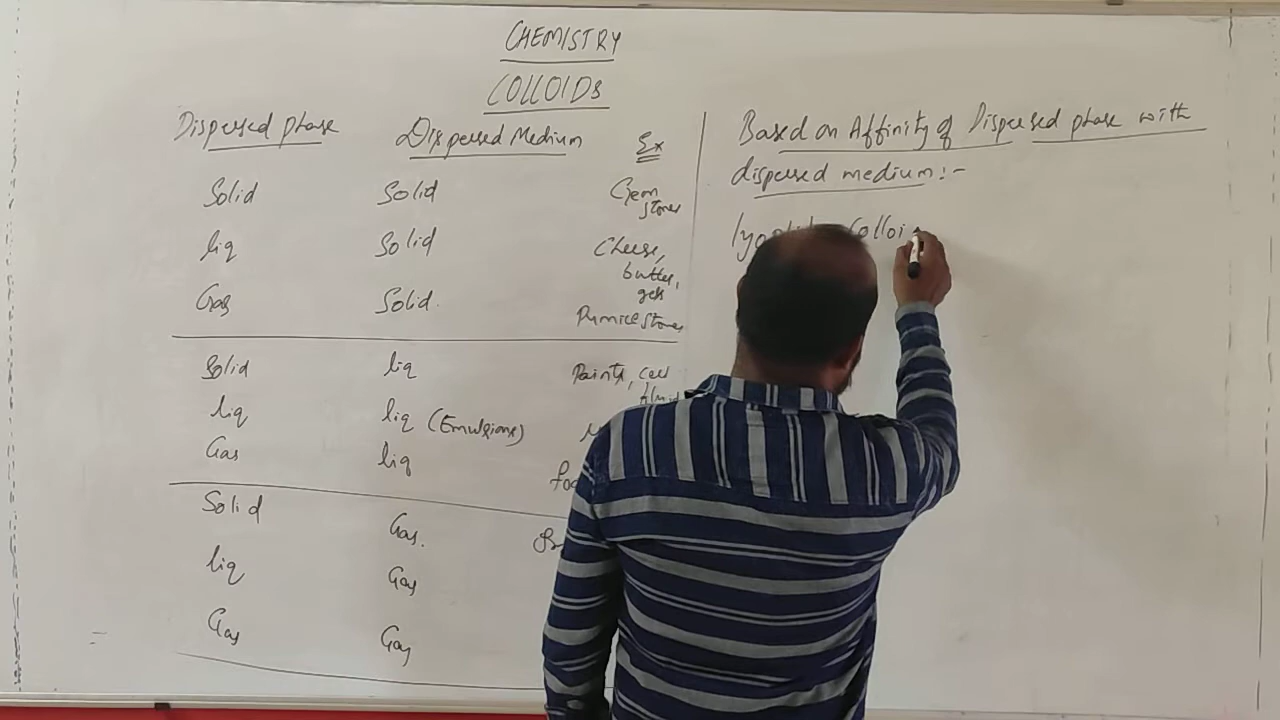 CHEMISTRY
COLLOIDS
Dispersed phase Dispersed Medium Ex
Solid Solid Gem
stones
liq Solid Cheese,
butter,
gels
Gas Solid. Pumice stones
Solid liq Paints, cell
liq liq (Emulsions)
Gas liq
Solid Gas.
liq Gas
Gas Gas
Based on Affinity of Dispersed phase with
dispersed medium:-